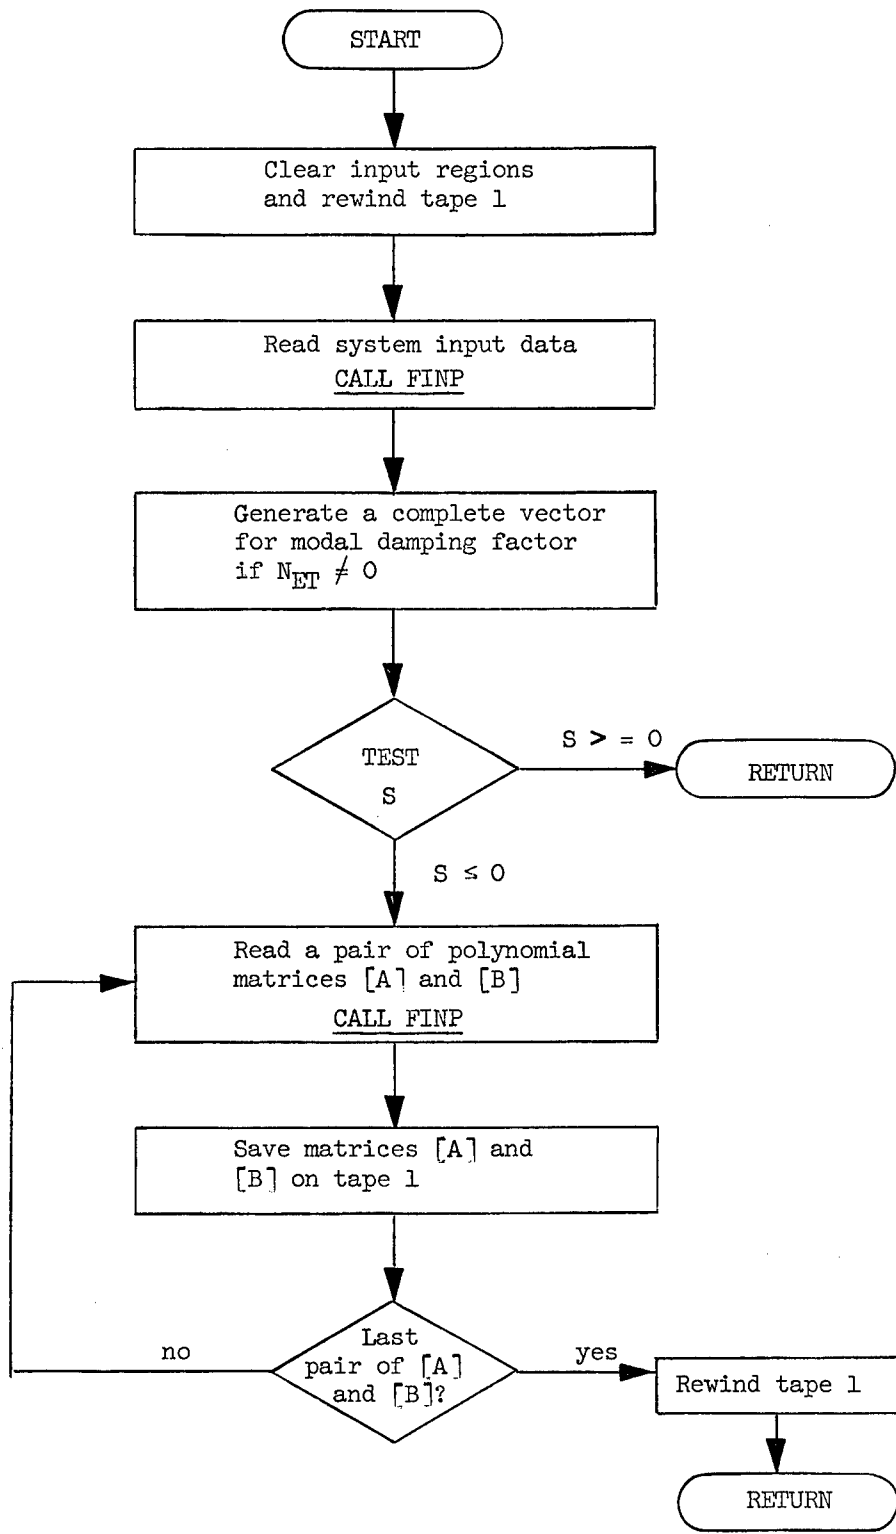 START
Clear input regions
and rewind tape 1
Read system input data
CALL FINP
Generate a complete vector
for modal damping factor
if N_ET ≠ 0
TEST
S
S > = 0
RETURN
S ≤ 0
Read a pair of polynomial
matrices [A] and [B]
CALL FINP
Save matrices [A] and
[B] on tape 1
Last
pair of [A]
and [B]?
no
yes
Rewind tape 1
RETURN